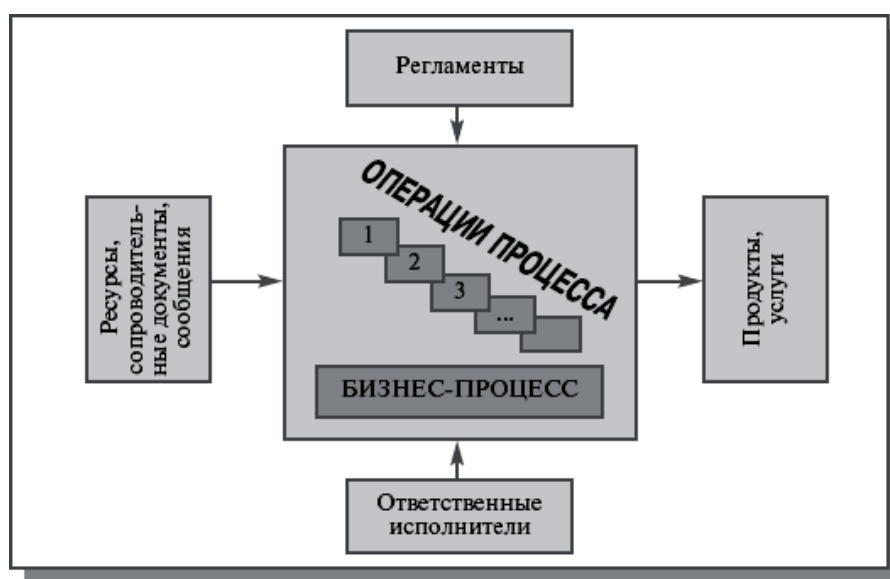 Регламенты
Ресурсы,
сопроводитель-
ные документы,
сообщения
ОПЕРАЦИИ ПРОЦЕССА
1
2
3
...
БИЗНЕС-ПРОЦЕСС
Продукты,
услуги
Ответственные
исполнители